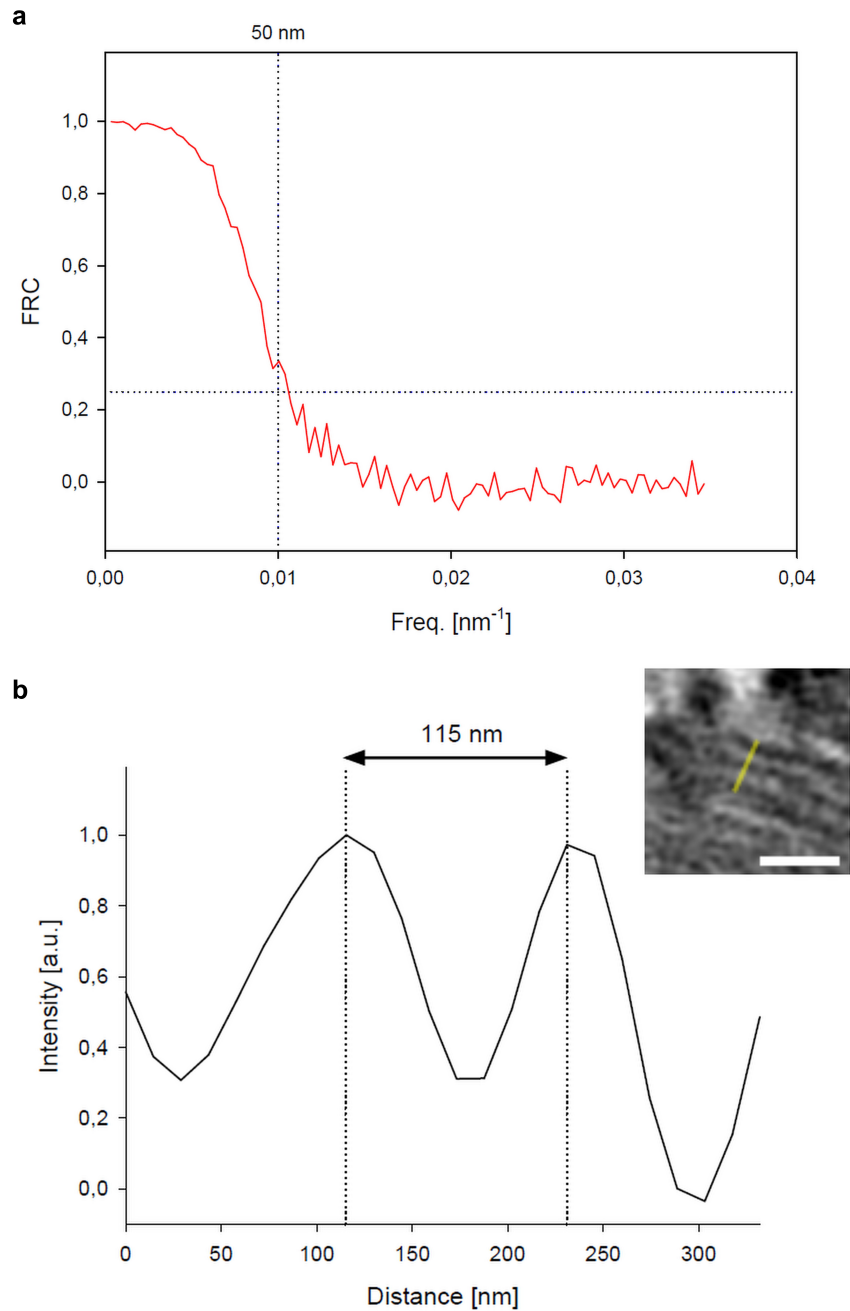 a
50 nm
1,0
0,8
0,6
0,4
0,2
0,0
FRC
0,00 0,01 0,02 0,03 0,04
Freq. [nm⁻¹]
b
115 nm
1,0
0,8
0,6
0,4
0,2
0,0
Intensity [a.u.]
0 50 100 150 200 250 300
Distance [nm]